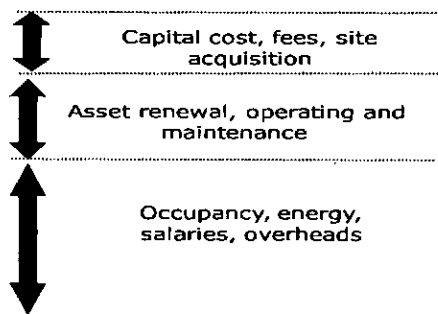 Capital cost, fees, site
acquisition
Asset renewal, operating and
maintenance
Occupancy, energy,
salaries, overheads